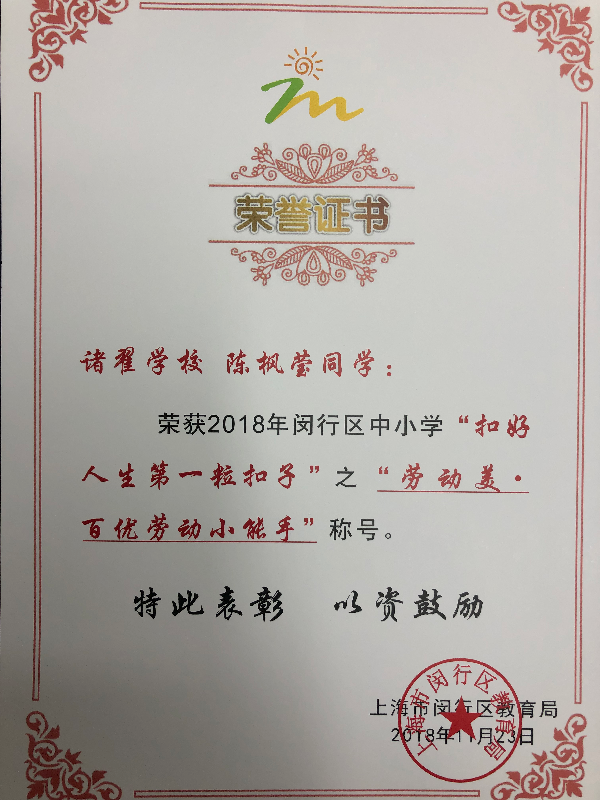 荣誉证书
诸翟学校 陈枫莹同学：
荣获2018年闵行区中小学“扣好
人生第一粒扣子”之“劳动美·
百优劳动小能手”称号。
特此表彰 以资鼓励
上海市闵行区教育局
2018年11月23日
上海市闵行区教育局